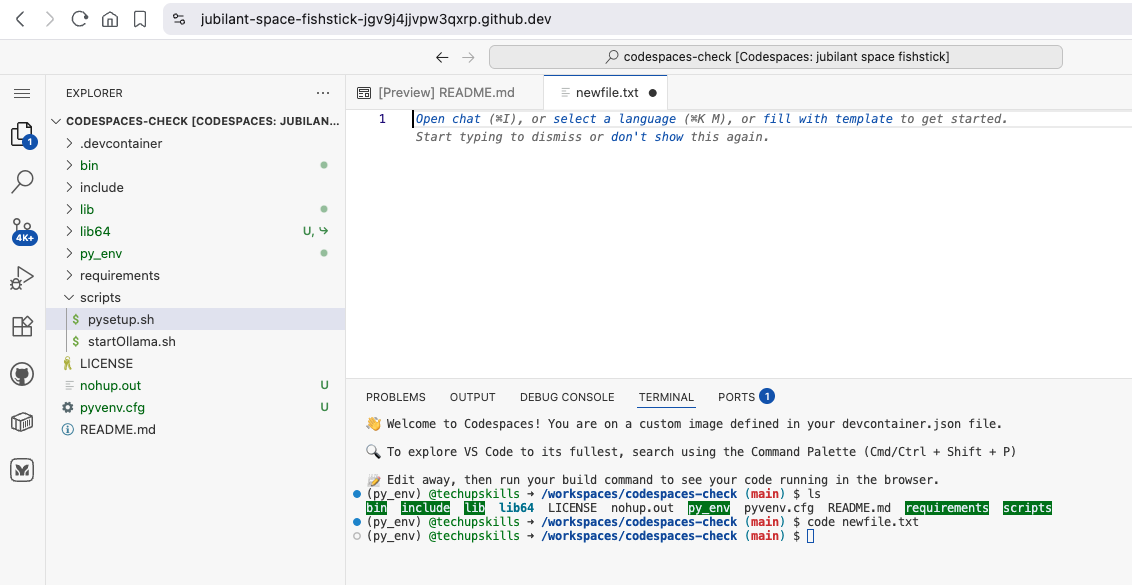 jubilant-space-fishstick-jgv9j4jjvpw3qxrp.github.dev
codespaces-check [Codespaces: jubilant space fishstick]
EXPLORER ...
[Preview] README.md newfile.txt
CODESPACES-CHECK [CODESPACES: JUBILAN...
.devcontainer
bin
include
lib
lib64 U,
py_env
requirements
scripts
$ pysetup.sh
$ startOllama.sh
LICENSE
nohup.out U
pyvenv.cfg U
README.md
1
4K+
1 Open chat (⌘I), or select a language (⌘K M), or fill with template to get started.
Start typing to dismiss or don't show this again.
PROBLEMS OUTPUT DEBUG CONSOLE TERMINAL PORTS 1
👋 Welcome to Codespaces! You are on a custom image defined in your devcontainer.json file.
🔍 To explore VS Code to its fullest, search using the Command Palette (Cmd/Ctrl + Shift + P)
📝 Edit away, then run your build command to see your code running in the browser.
(py_env) @techupskills ➜ /workspaces/codespaces-check (main) $ ls
bin include lib lib64 LICENSE nohup.out py_env pyvenv.cfg README.md requirements scripts
(py_env) @techupskills ➜ /workspaces/codespaces-check (main) $ code newfile.txt
(py_env) @techupskills ➜ /workspaces/codespaces-check (main) $